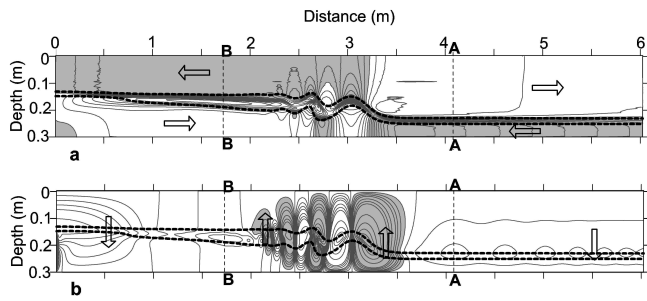 Distance (m)
0 1 B 2 3 A 4 5 6
0
0.1
0.2
0.3
Depth (m)
a B A
B A
0
0.1
0.2
0.3
Depth (m)
b B A